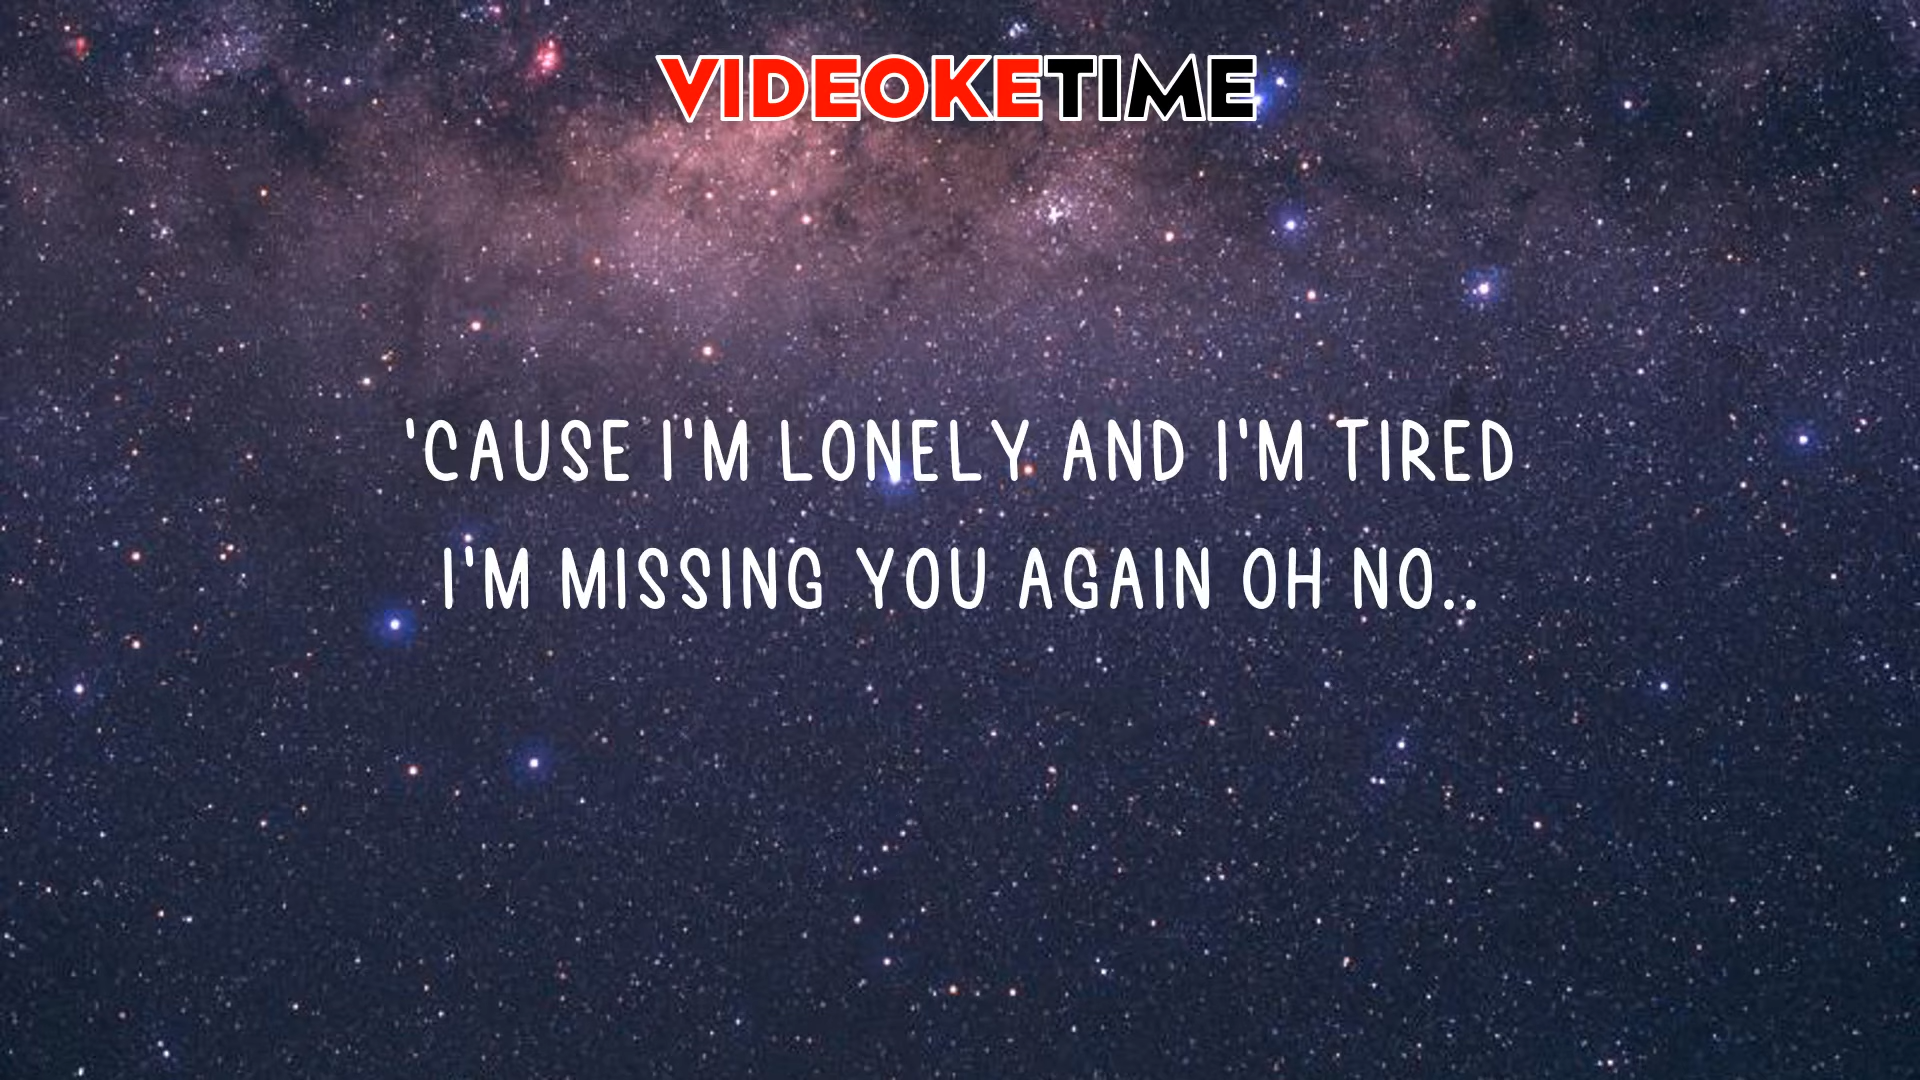 VIDEOKETIME
'CAUSE I'M LONELY AND I'M TIRED
I'M MISSING YOU AGAIN OH NO..